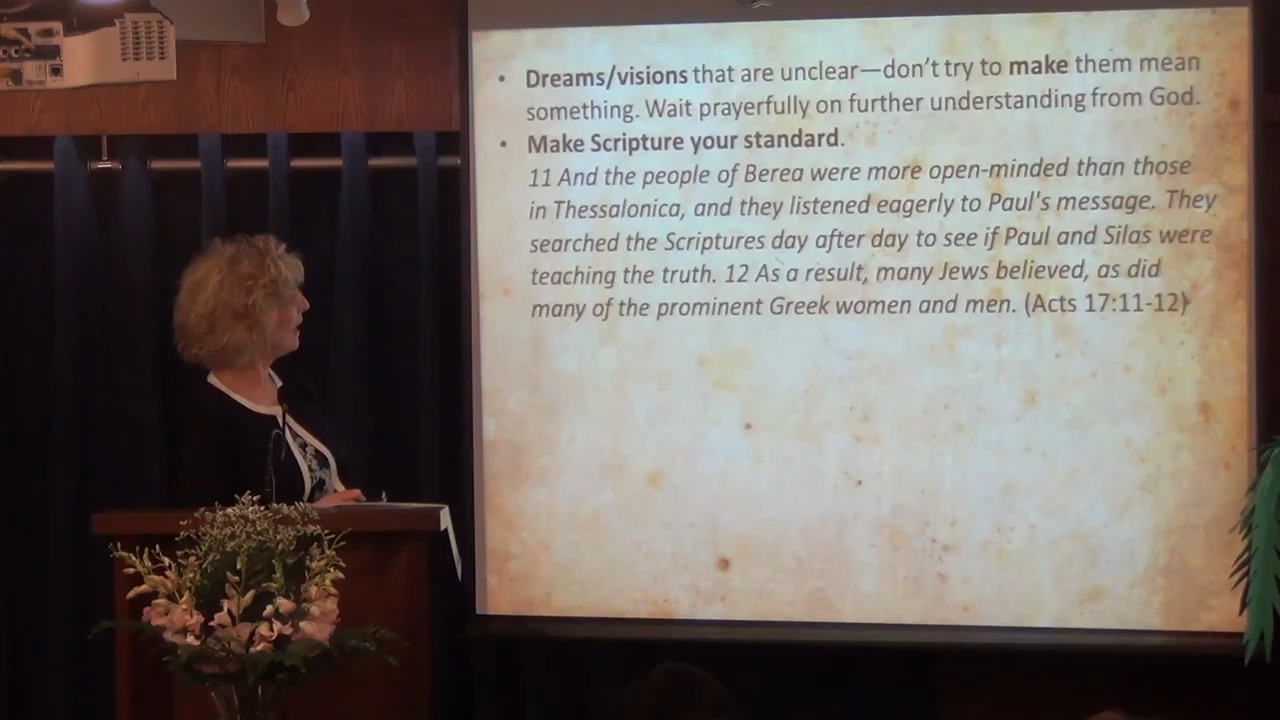 • Dreams/visions that are unclear—don't try to make them mean
something. Wait prayerfully on further understanding from God.
• Make Scripture your standard.
11 And the people of Berea were more open-minded than those
in Thessalonica, and they listened eagerly to Paul's message. They
searched the Scriptures day after day to see if Paul and Silas were
teaching the truth. 12 As a result, many Jews believed, as did
many of the prominent Greek women and men. (Acts 17:11-12)